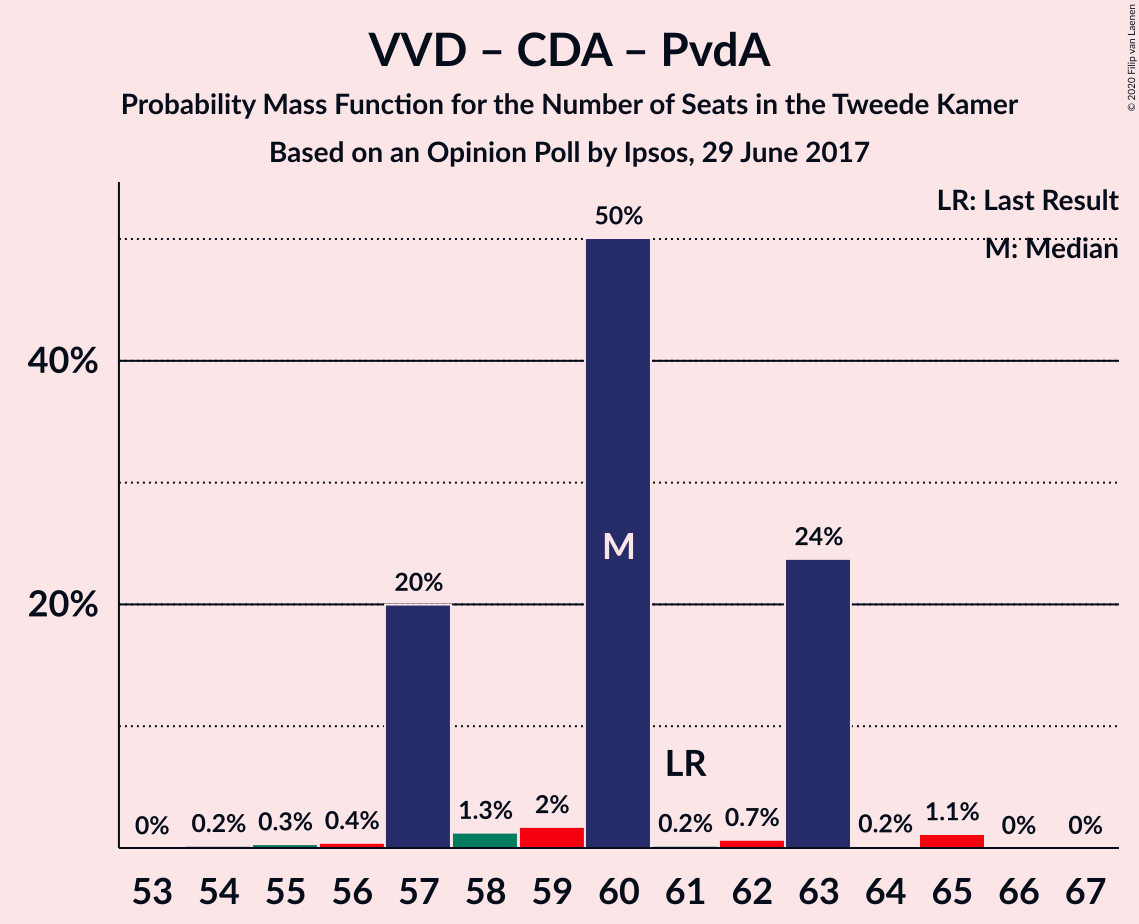 VVD – CDA – PvdA
Probability Mass Function for the Number of Seats in the Tweede Kamer
Based on an Opinion Poll by Ipsos, 29 June 2017
© 2020 Filip van Laenen
LR: Last Result
M: Median
40%
20%
0% 0.2% 0.3% 0.4% 20% 1.3% 2% 50% 0.2% 0.7% 24% 0.2% 1.1% 0% 0%
M
LR
53 54 55 56 57 58 59 60 61 62 63 64 65 66 67